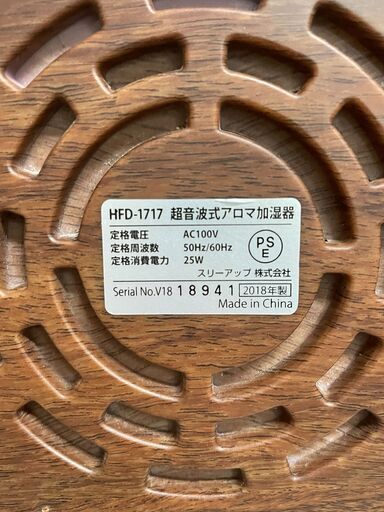 HFD-1717 超音波式アロマ加湿器
定格電圧 AC100V
定格周波数 50Hz/60Hz
定格消費電力 25W
PS
E
スリーアップ 株式会社
Serial No.V18 18941 2018年製
Made in China